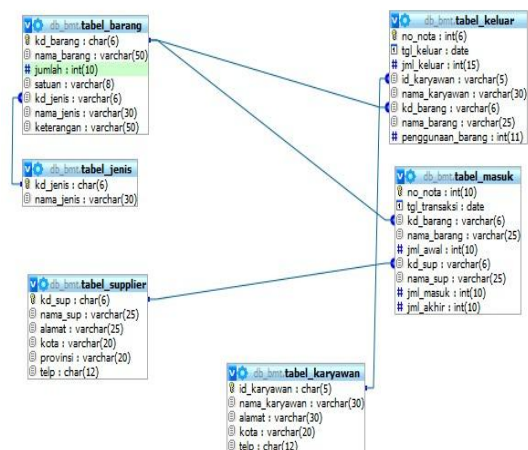 db_bmt.tabel_barang
kd_barang : char(6)
nama_barang : varchar(50)
# jumlah : int(10)
satuan : varchar(8)
kd_jenis : varchar(6)
nama_jenis : varchar(30)
keterangan : varchar(50)
db_bmt.tabel_jenis
kd_jenis : char(6)
nama_jenis : varchar(30)
db_bmt.tabel_supplier
kd_sup : char(6)
nama_sup : varchar(25)
alamat : varchar(25)
kota : varchar(20)
provinsi : varchar(20)
telp : char(12)
db_bmt.tabel_karyawan
id_karyawan : char(5)
nama_karyawan : varchar(30)
alamat : varchar(30)
kota : varchar(20)
telp : char(12)
db_bmt.tabel_keluar
no_nota : int(6)
tgl_keluar : date
# jml_keluar : int(15)
id_karyawan : varchar(5)
nama_karyawan : varchar(30)
kd_barang : varchar(6)
nama_barang : varchar(25)
# penggunaan_barang : int(11)
db_bmt.tabel_masuk
no_nota : int(10)
tgl_transaksi : date
kd_barang : varchar(6)
nama_barang : varchar(25)
# jml_awal : int(10)
kd_sup : varchar(6)
nama_sup : varchar(25)
# jml_masuk : int(10)
# jml_akhir : int(10)